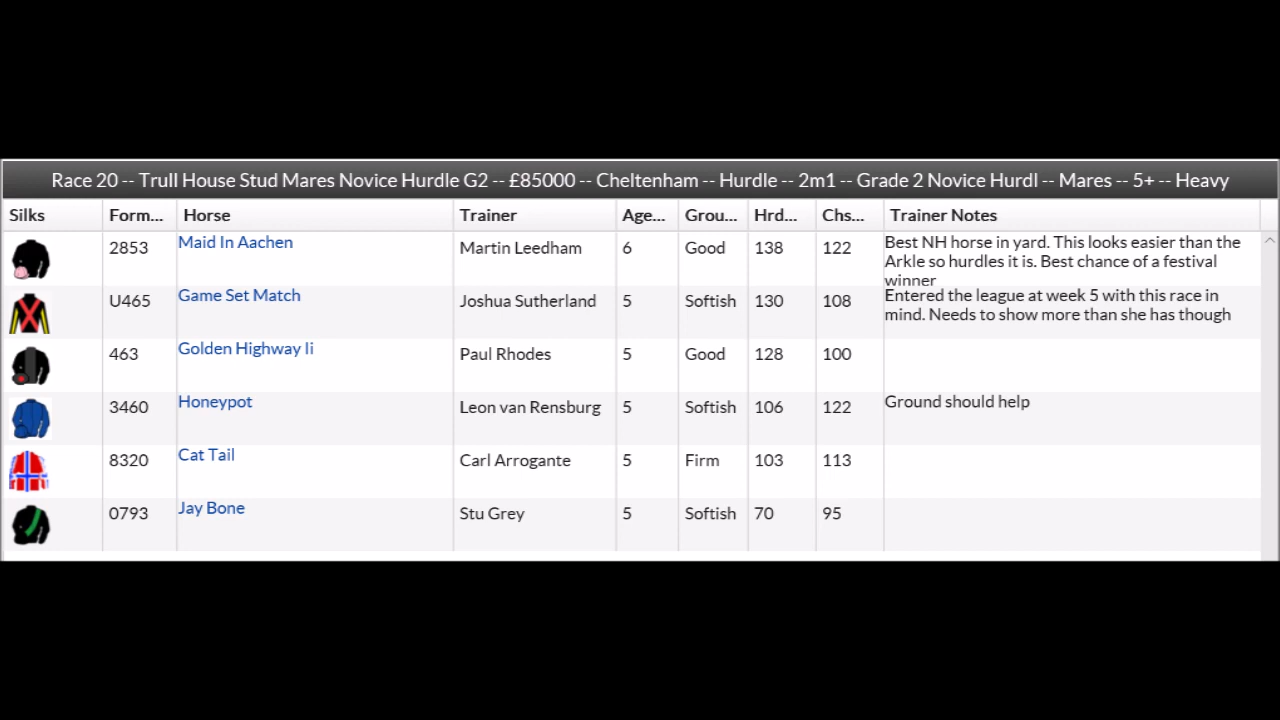 Race 20 -- Trull House Stud Mares Novice Hurdle G2 -- £85000 -- Cheltenham -- Hurdle -- 2m1 -- Grade 2 Novice Hurdl -- Mares -- 5+ -- Heavy
Silks Form... Horse Trainer Age... Grou... Hrd... Chs... Trainer Notes
2853 Maid In Aachen Martin Leedham 6 Good 138 122 Best NH horse in yard. This looks easier than the
Arkle so hurdles it is. Best chance of a festival
winner
U465 Game Set Match Joshua Sutherland 5 Softish 130 108 Entered the league at week 5 with this race in
mind. Needs to show more than she has though
463 Golden Highway Ii Paul Rhodes 5 Good 128 100
3460 Honeypot Leon van Rensburg 5 Softish 106 122 Ground should help
8320 Cat Tail Carl Arrogante 5 Firm 103 113
0793 Jay Bone Stu Grey 5 Softish 70 95